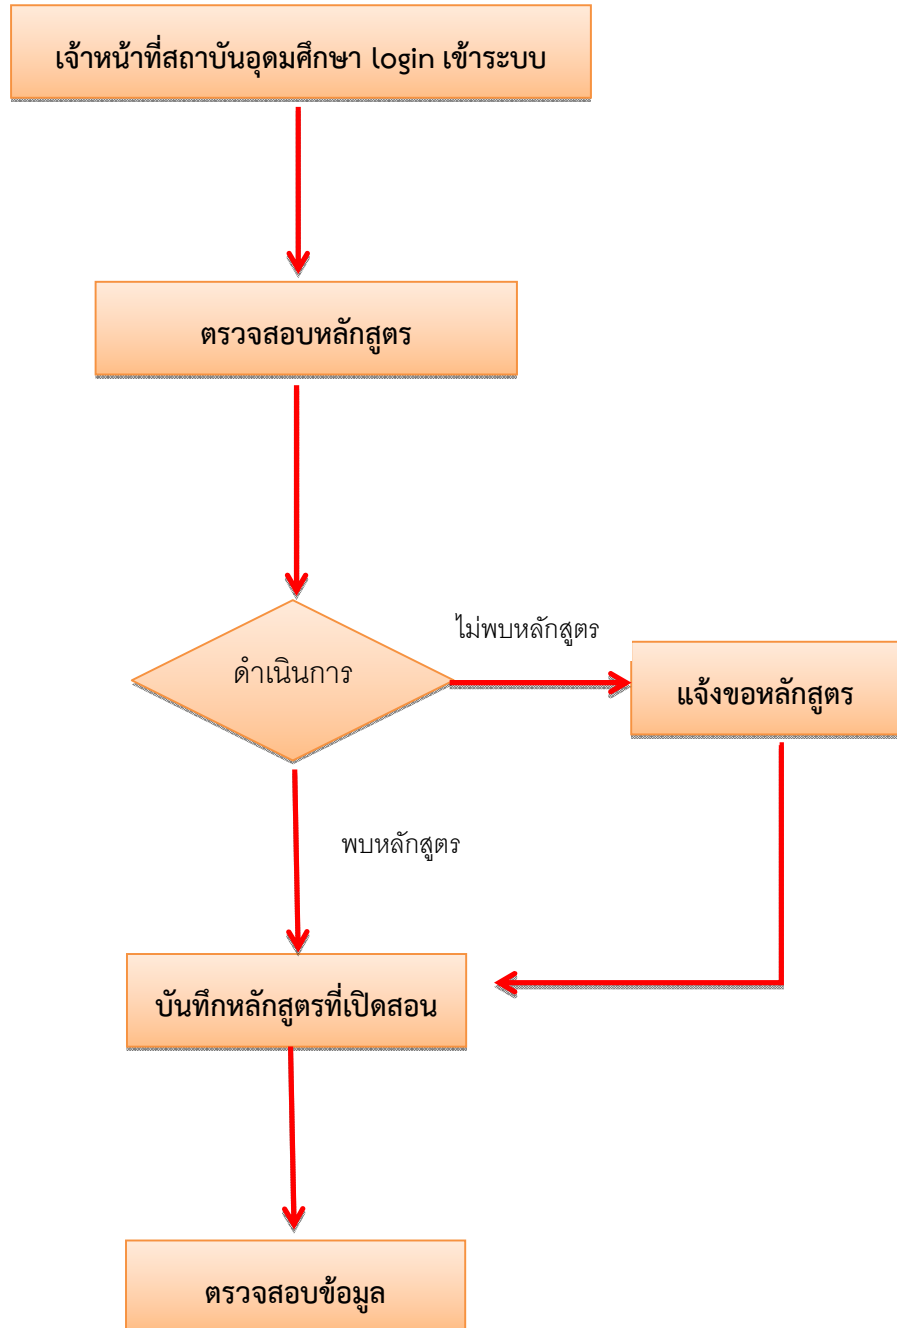 เจ้าหน้าที่สถาบันอุดมศึกษา login เข้าระบบ
ตรวจสอบหลักสูตร
ไม่พบหลักสูตร
ดำเนินการ
แจ้งขอหลักสูตร
พบหลักสูตร
บันทึกหลักสูตรที่เปิดสอน
ตรวจสอบข้อมูล